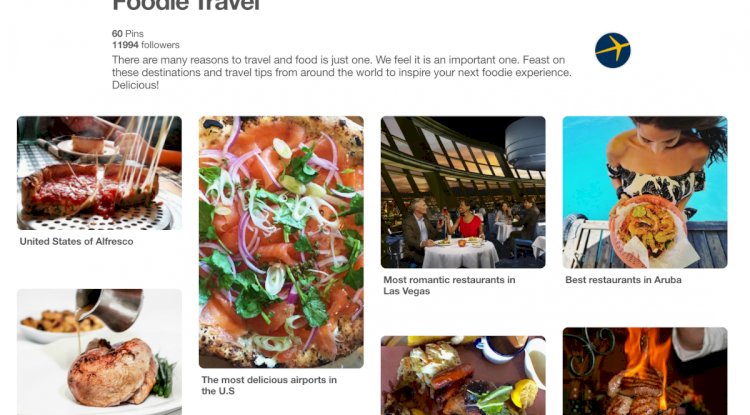 Foodie Travel
60 Pins
11994 followers
There are many reasons to travel and food is just one. We feel it is an important one. Feast on
these destinations and travel tips from around the world to inspire your next foodie experience.
Delicious!
United States of Alfresco
The most delicious airports in
the U.S
Most romantic restaurants in
Las Vegas
Best restaurants in Aruba